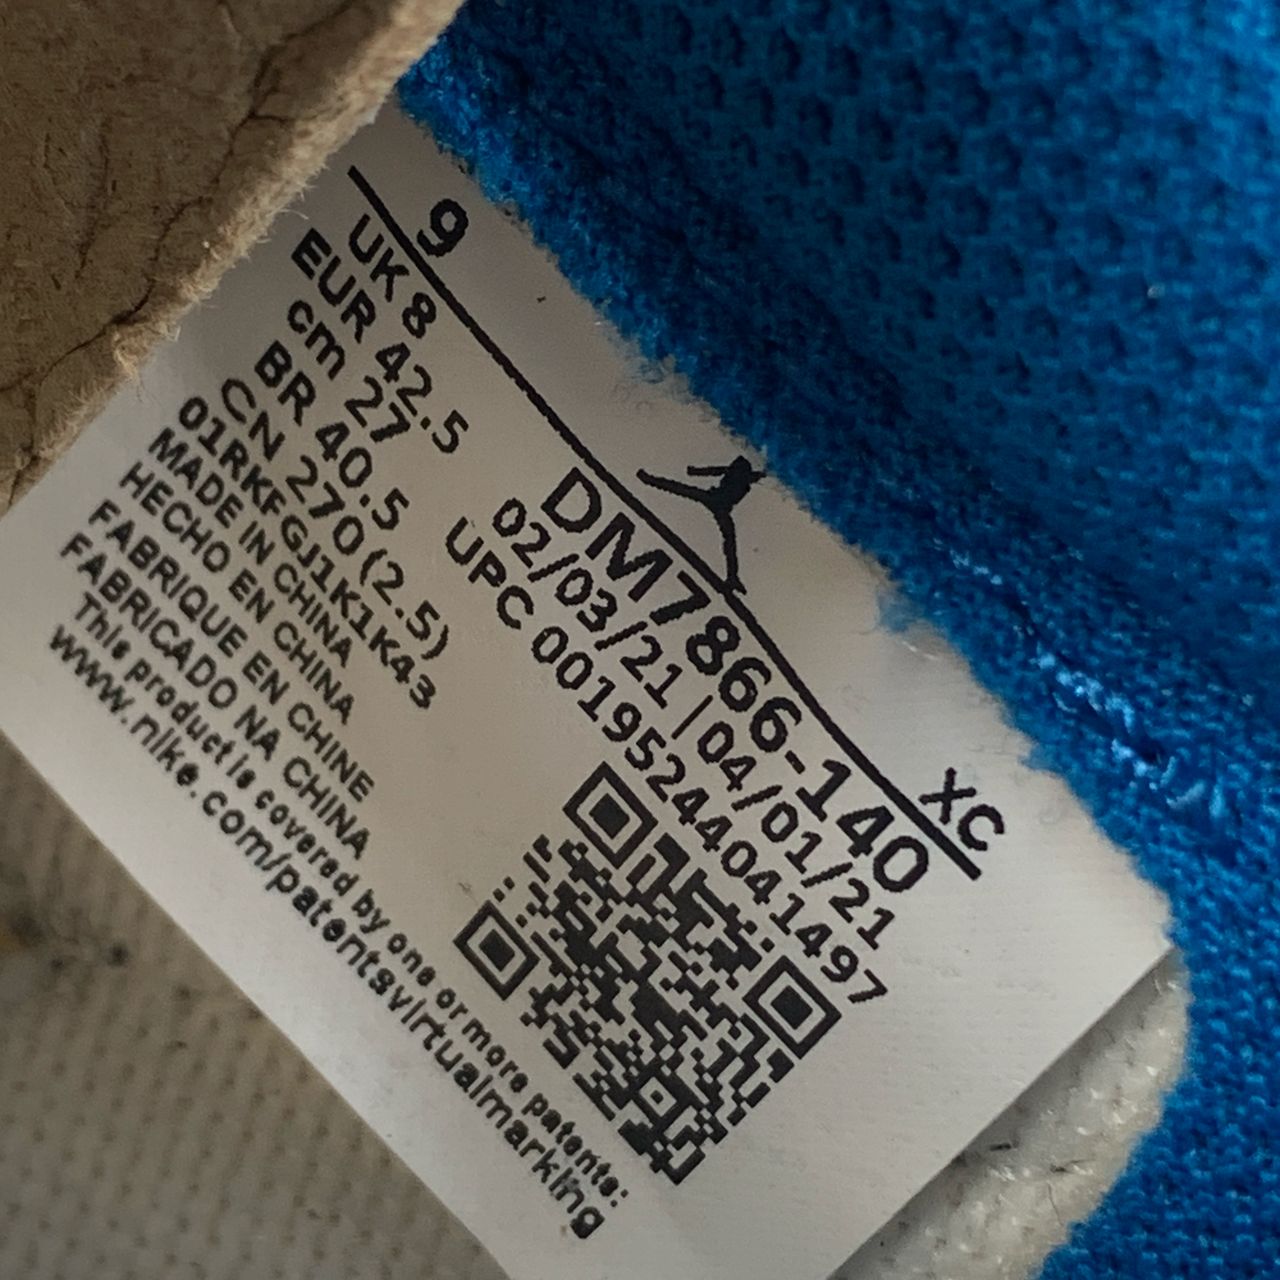 9
XC
UK 8
EUR 42.5
cm 27
BR 40.5
CN 270(2.5)
01RKFGJ1K1K43
MADE IN CHINA
HECHO EN CHINA
FABRIQUE EN CHINE
FABRICADO NA CHINA
This product is covered by one or more patents:
www.nike.com/patentsvirtualmarking
DM7866-140
02/03/21 | 04/01/21
UPC 00195244041497